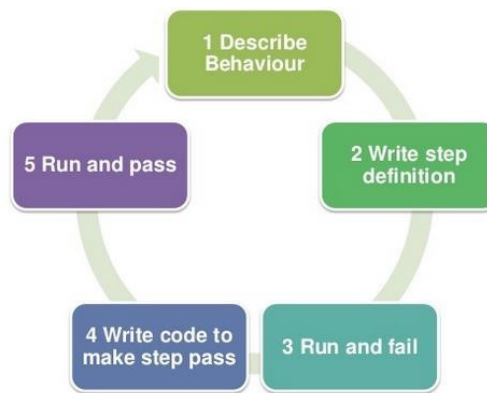 1 Describe
Behaviour
2 Write step
definition
3 Run and fail
4 Write code to
make step pass
5 Run and pass